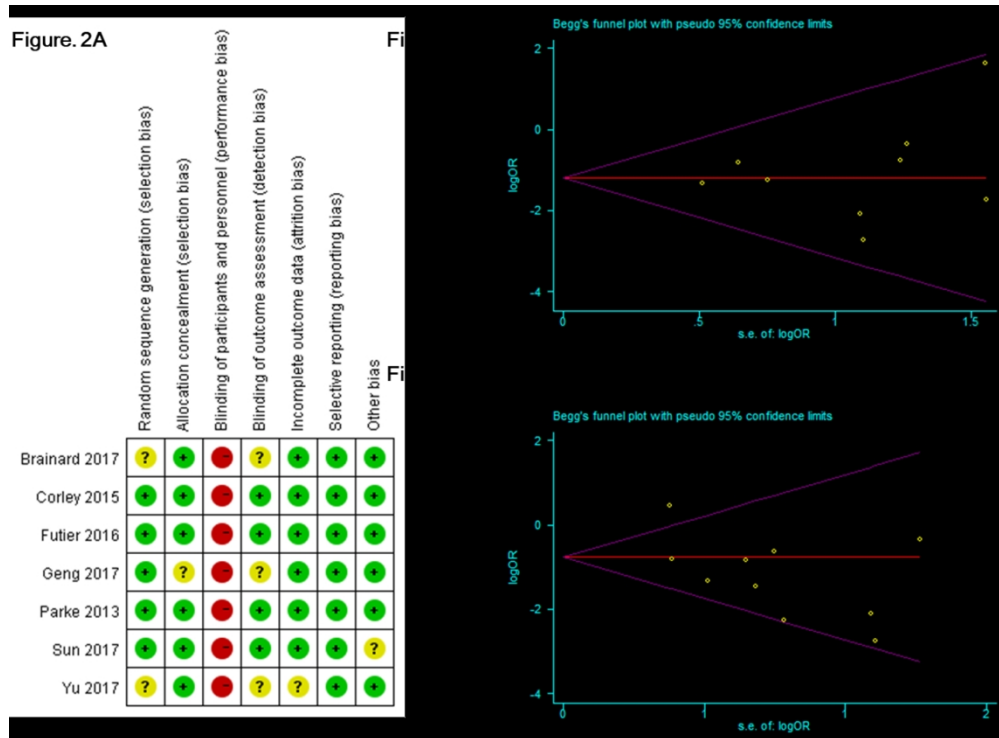 Figure. 2A
Fi
Random sequence generation (selection bias)
Allocation concealment (selection bias)
Blinding of participants and personnel (performance bias)
Blinding of outcome assessment (detection bias)
Incomplete outcome data (attrition bias)
Selective reporting (reporting bias)
Other bias
Brainard 2017 ? + - ? + + +
Corley 2015 + + - + + + +
Futier 2016 + + - + + + +
Geng 2017 + ? - ? + + +
Parke 2013 + + - + + + +
Sun 2017 + + - + + + ?
Yu 2017 ? + - ? ? + +
Begg's funnel plot with pseudo 95% confidence limits
logOR
2
0
-2
-4
0 .5 1 1.5
s.e. of: logOR
Fi
Begg's funnel plot with pseudo 95% confidence limits
logOR
2
0
-2
-4
0 1 1 2
s.e. of: logOR